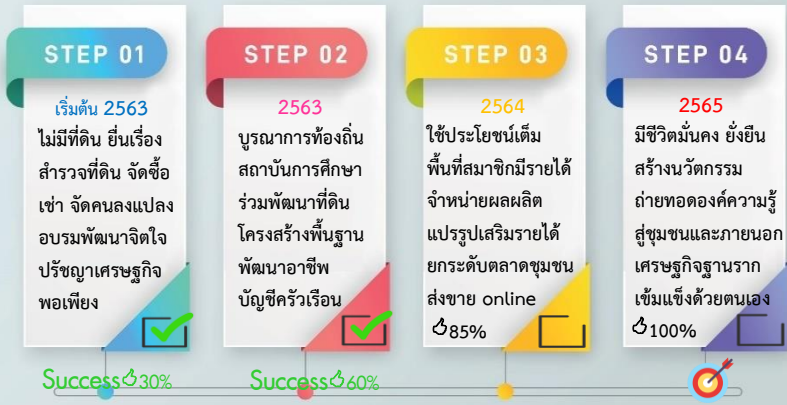 STEP 01
เริ่มต้น 2563
ไม่มีที่ดิน ยื่นเรื่อง
สำรวจที่ดิน จัดซื้อ
เช่า จัดคนลงแปลง
อบรมพัฒนาจิตใจ
ปรัชญาเศรษฐกิจ
พอเพียง
Success 30%
STEP 02
2563
บูรณาการท้องถิ่น
สถาบันการศึกษา
ร่วมพัฒนาที่ดิน
โครงสร้างพื้นฐาน
พัฒนาอาชีพ
บัญชีครัวเรือน
Success 60%
STEP 03
2564
ใช้ประโยชน์เต็ม
พื้นที่สมาชิกมีรายได้
จำหน่ายผลผลิต
แปรรูปเสริมรายได้
ยกระดับตลาดชุมชน
ส่งขาย online
85%
STEP 04
2565
มีชีวิตมั่นคง ยั่งยืน
สร้างนวัตกรรม
ถ่ายทอดองค์ความรู้
สู่ชุมชนและภายนอก
เศรษฐกิจฐานราก
เข้มแข็งด้วยตนเอง
100%